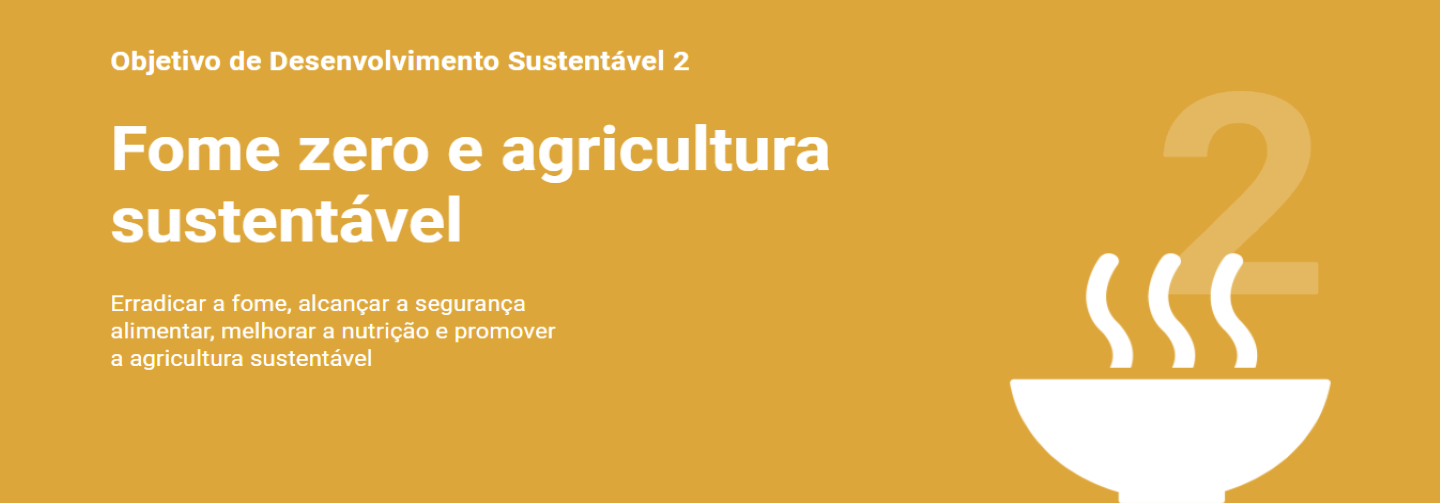 Objetivo de Desenvolvimento Sustentável 2
Fome zero e agricultura
sustentável
Erradicar a fome, alcançar a segurança
alimentar, melhorar a nutrição e promover
a agricultura sustentável
2